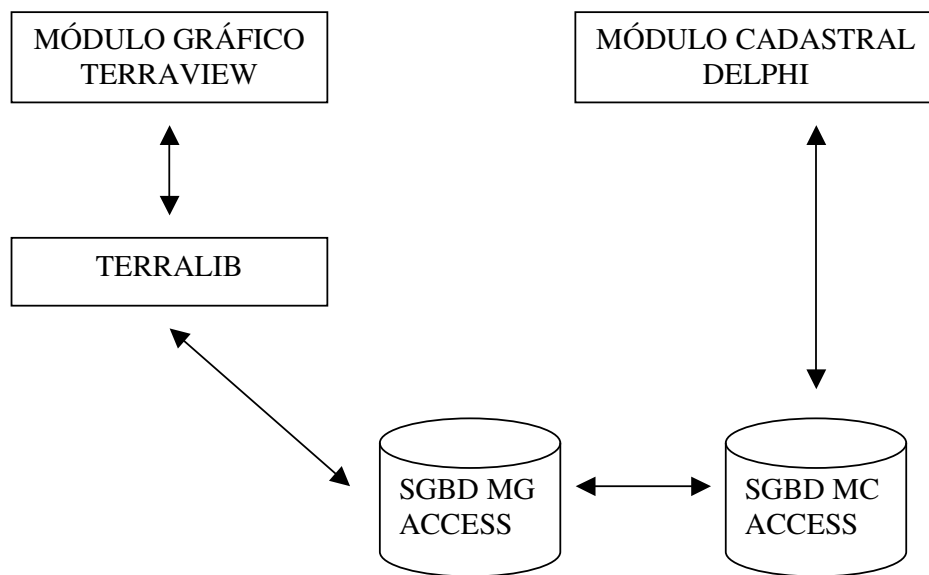 MÓDULO GRÁFICO
TERRAVIEW
MÓDULO CADASTRAL
DELPHI
TERRALIB
SGBD MG
ACCESS
SGBD MC
ACCESS